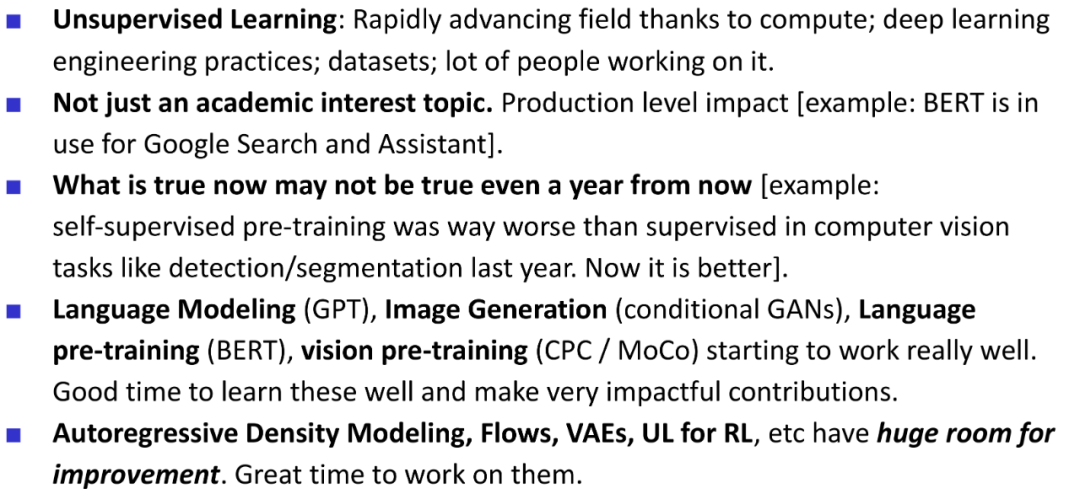 Unsupervised Learning: Rapidly advancing field thanks to compute; deep learning
engineering practices; datasets; lot of people working on it.
Not just an academic interest topic. Production level impact [example: BERT is in
use for Google Search and Assistant].
What is true now may not be true even a year from now [example:
self-supervised pre-training was way worse than supervised in computer vision
tasks like detection/segmentation last year. Now it is better].
Language Modeling (GPT), Image Generation (conditional GANs), Language
pre-training (BERT), vision pre-training (CPC / MoCo) starting to work really well.
Good time to learn these well and make very impactful contributions.
Autoregressive Density Modeling, Flows, VAEs, UL for RL, etc have huge room for
improvement. Great time to work on them.